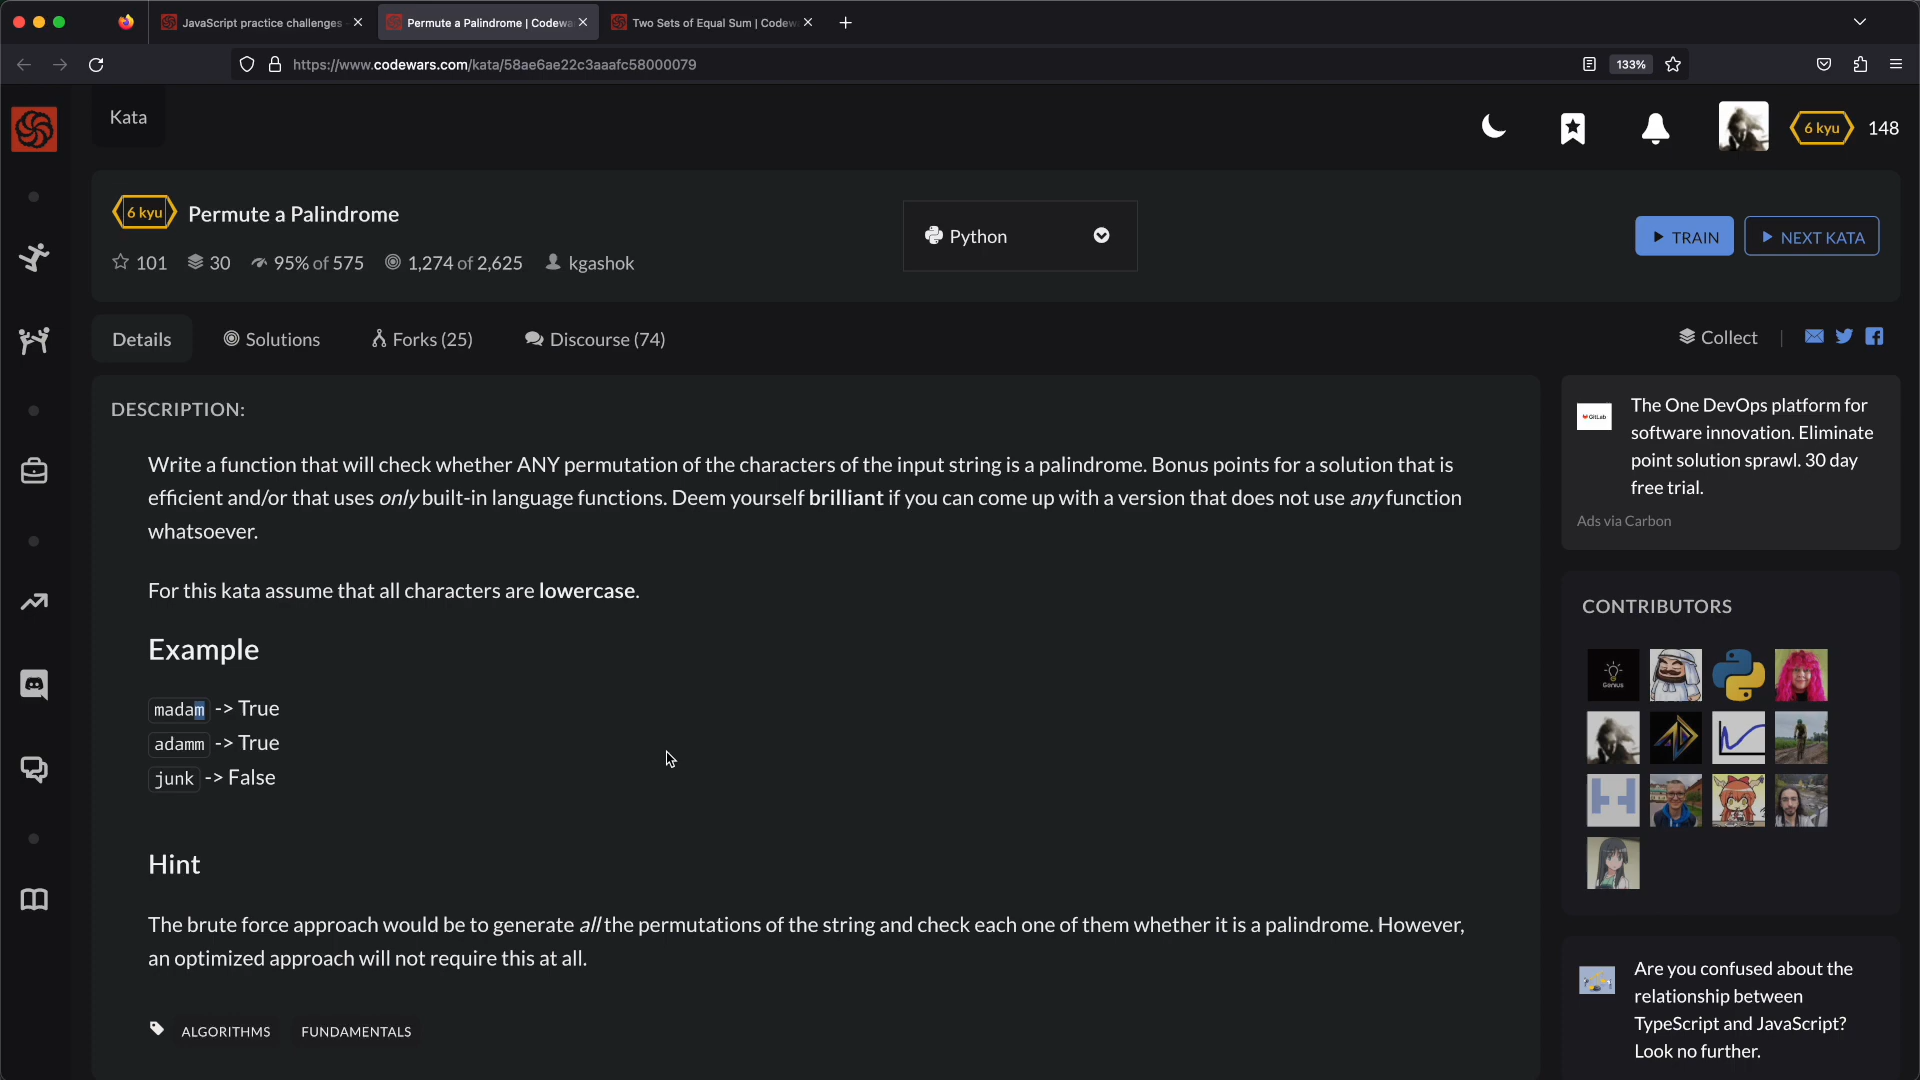 JavaScript practice challenges
Permute a Palindrome | Codewa
Two Sets of Equal Sum | Codew
https://www.codewars.com/kata/58ae6ae22c3aaafc58000079
133%
Kata
6 kyu
148
6 kyu
Permute a Palindrome
Python
TRAIN
NEXT KATA
101
30
95% of 575
1,274 of 2,625
kgashok
Details
Solutions
Forks (25)
Discourse (74)
Collect
DESCRIPTION:
Write a function that will check whether ANY permutation of the characters of the input string is a palindrome. Bonus points for a solution that is
efficient and/or that uses only built-in language functions. Deem yourself brilliant if you can come up with a version that does not use any function
whatsoever.
For this kata assume that all characters are lowercase.
Example
madam -> True
adamm -> True
junk -> False
Hint
The brute force approach would be to generate all the permutations of the string and check each one of them whether it is a palindrome. However,
an optimized approach will not require this at all.
ALGORITHMS
FUNDAMENTALS
GitLab
The One DevOps platform for
software innovation. Eliminate
point solution sprawl. 30 day
free trial.
Ads via Carbon
CONTRIBUTORS
Genius
Are you confused about the
relationship between
TypeScript and JavaScript?
Look no further.